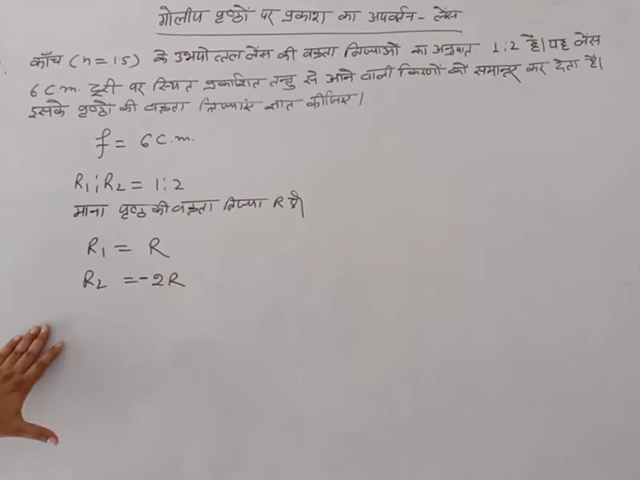 गोलीय पृष्ठों पर प्रकाश का अपवर्तन - लेंस
काँच (n = 1.5) के उभयोत्तल लेंस की वक्रता त्रिज्याओं का अनुपात 1:2 है। यह लेंस
6 C.m. दूरी पर स्थित प्रकाशित तन्तु से आने वाली किरणों को समान्तर कर देता है।
इसके पृष्ठों की वक्रता त्रिज्याएं ज्ञात कीजिए।
f = 6 C.m.
R₁ : R₂ = 1 : 2
माना पृष्ठ की वक्रता त्रिज्या R है।
R₁ = R
R₂ = -2R